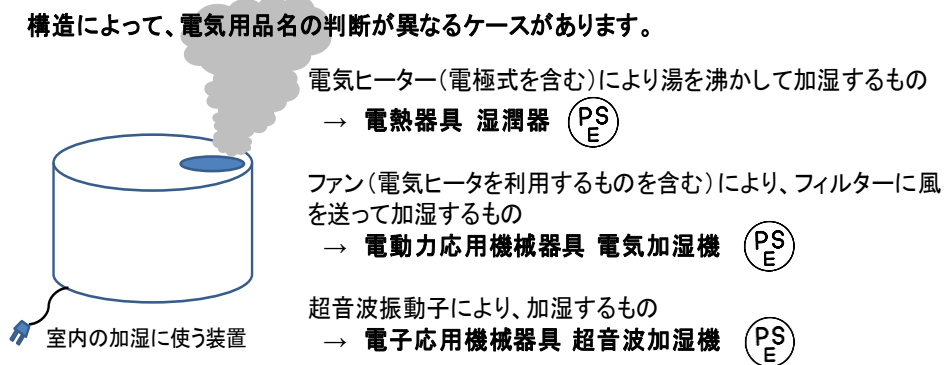 構造によって、電気用品名の判断が異なるケースがあります。
電気ヒーター(電極式を含む)により湯を沸かして加湿するもの
→ 電熱器具 湿潤器 PSE
ファン(電気ヒータを利用するものを含む)により、フィルターに風
を送って加湿するもの
→ 電動力応用機械器具 電気加湿機 PSE
超音波振動子により、加湿するもの
→ 電子応用機械器具 超音波加湿機 PSE
室内の加湿に使う装置